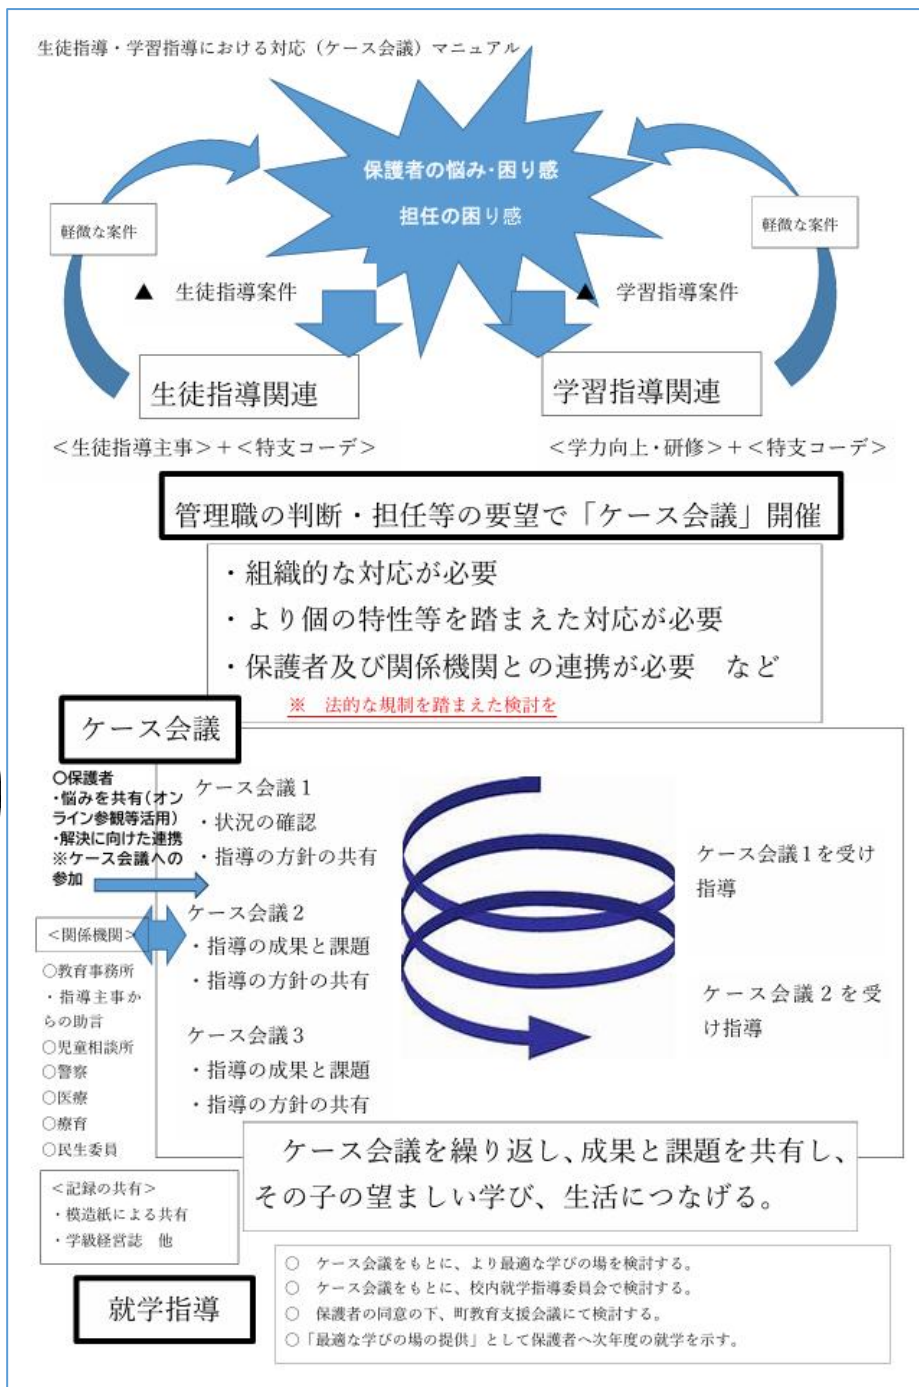 生徒指導・学習指導における対応（ケース会議）マニュアル
保護者の悩み・困り感
担任の困り感
軽微な案件
軽微な案件
▲　生徒指導案件
▲　学習指導案件
生徒指導関連
学習指導関連
＜生徒指導主事＞＋＜特支コーデ＞
＜学力向上・研修＞＋＜特支コーデ＞
管理職の判断・担任等の要望で「ケース会議」開催
・組織的な対応が必要
・より個の特性等を踏まえた対応が必要
・保護者及び関係機関との連携が必要　など
※　法的な規制を踏まえた検討を
ケース会議
〇保護者
・悩みを共有（オン
ライン参観等活用）
・解決に向けた連携
※ケース会議への
参加
ケース会議１
・状況の確認
・指導の方針の共有
ケース会議１を受け
指導
ケース会議２
・指導の成果と課題
・指導の方針の共有
ケース会議２を受
け指導
ケース会議３
・指導の成果と課題
・指導の方針の共有
＜関係機関＞
〇教育事務所
・指導主事か
らの助言
〇児童相談所
〇警察
〇医療
〇療育
〇民生委員
ケース会議を繰り返し、成果と課題を共有し、
その子の望ましい学び、生活につなげる。
＜記録の共有＞
・模造紙による共有
・学級経営誌　他
就学指導
〇　ケース会議をもとに、より最適な学びの場を検討する。
〇　ケース会議をもとに、校内就学指導委員会で検討する。
〇　保護者の同意の下、町教育支援会議にて検討する。
〇「最適な学びの場の提供」として保護者へ次年度の就学を示す。